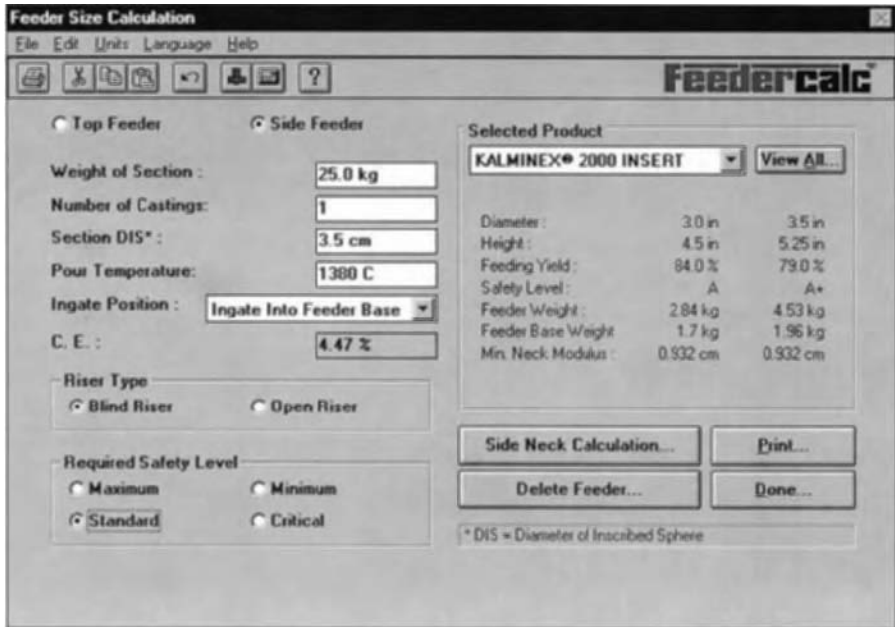 Feeder Size Calculation
File Edit Units Language Help
?
Feedercalc®
Top Feeder Side Feeder
Weight of Section : 25.0 kg
Number of Castings: 1
Section DIS* : 3.5 cm
Pour Temperature: 1380 C
Ingate Position : Ingate Into Feeder Base
C. E. : 4.47 %
Riser Type
Blind Riser Open Riser
Required Safety Level
Maximum Minimum
Standard Critical
Selected Product
KALMINEX® 2000 INSERT View All...
Diameter : 3.0 in 3.5 in
Height : 4.5 in 5.25 in
Feeding Yield : 84.0 % 79.0 %
Safety Level : A A+
Feeder Weight : 2.84 kg 4.53 kg
Feeder Base Weight 1.7 kg 1.96 kg
Min. Neck Modulus : 0.932 cm 0.932 cm
Side Neck Calculation... Print...
Delete Feeder... Done...
* DIS = Diameter of Inscribed Sphere